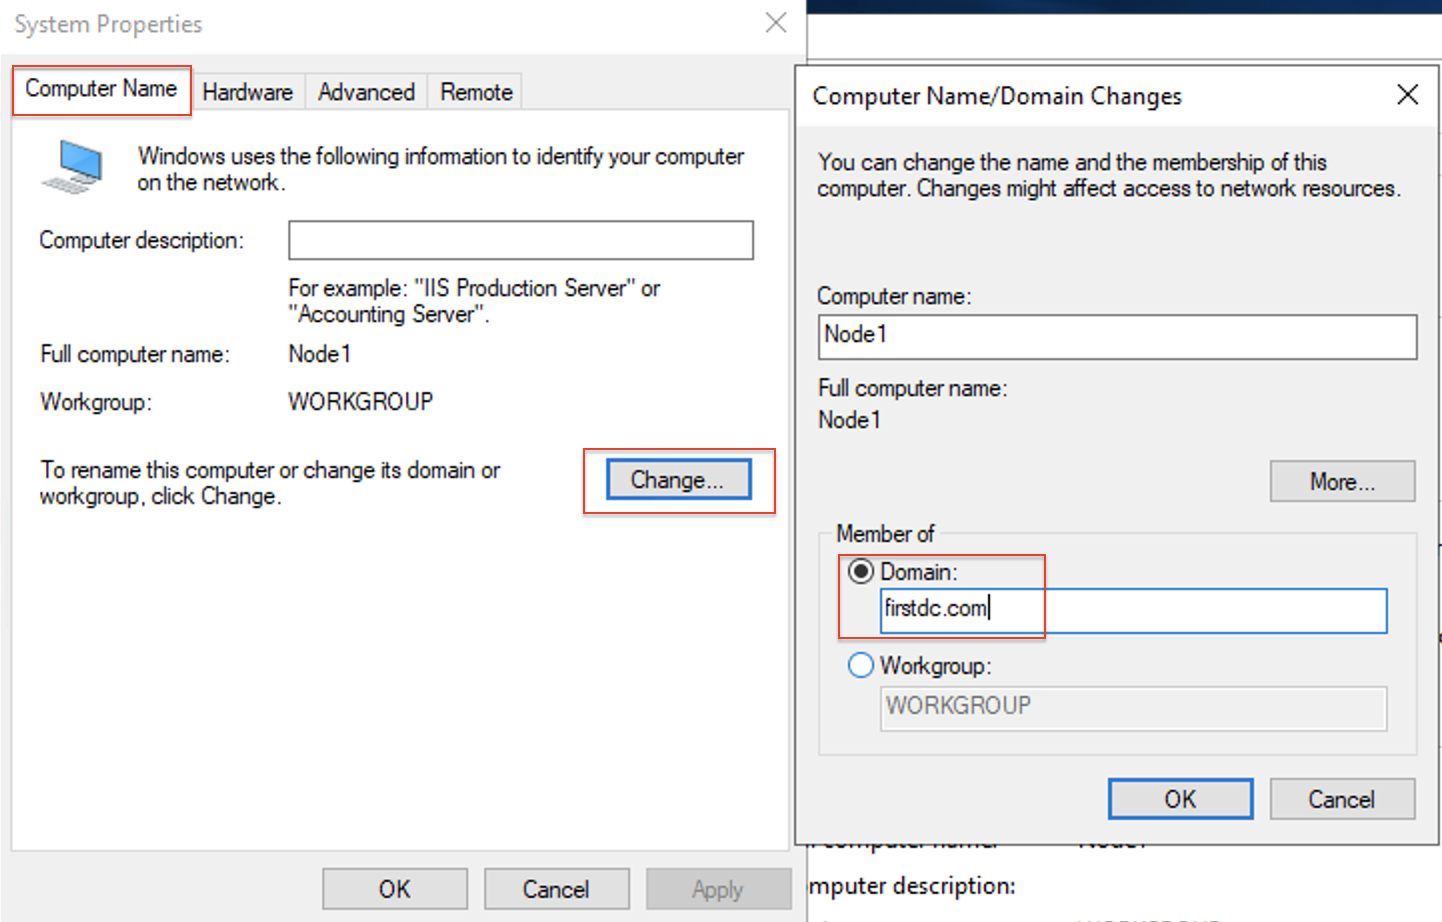 System Properties
Computer Name
Hardware
Advanced
Remote
Windows uses the following information to identify your computer
on the network.
Computer description:
For example: "IIS Production Server" or
"Accounting Server".
Full computer name:
Node1
Workgroup:
WORKGROUP
To rename this computer or change its domain or
workgroup, click Change.
Change...
OK
Cancel
Apply
Computer Name/Domain Changes
You can change the name and the membership of this
computer. Changes might affect access to network resources.
Computer name:
Node1
Full computer name:
Node1
More...
Member of
Domain:
firstdc.com
Workgroup:
WORKGROUP
OK
Cancel
description: